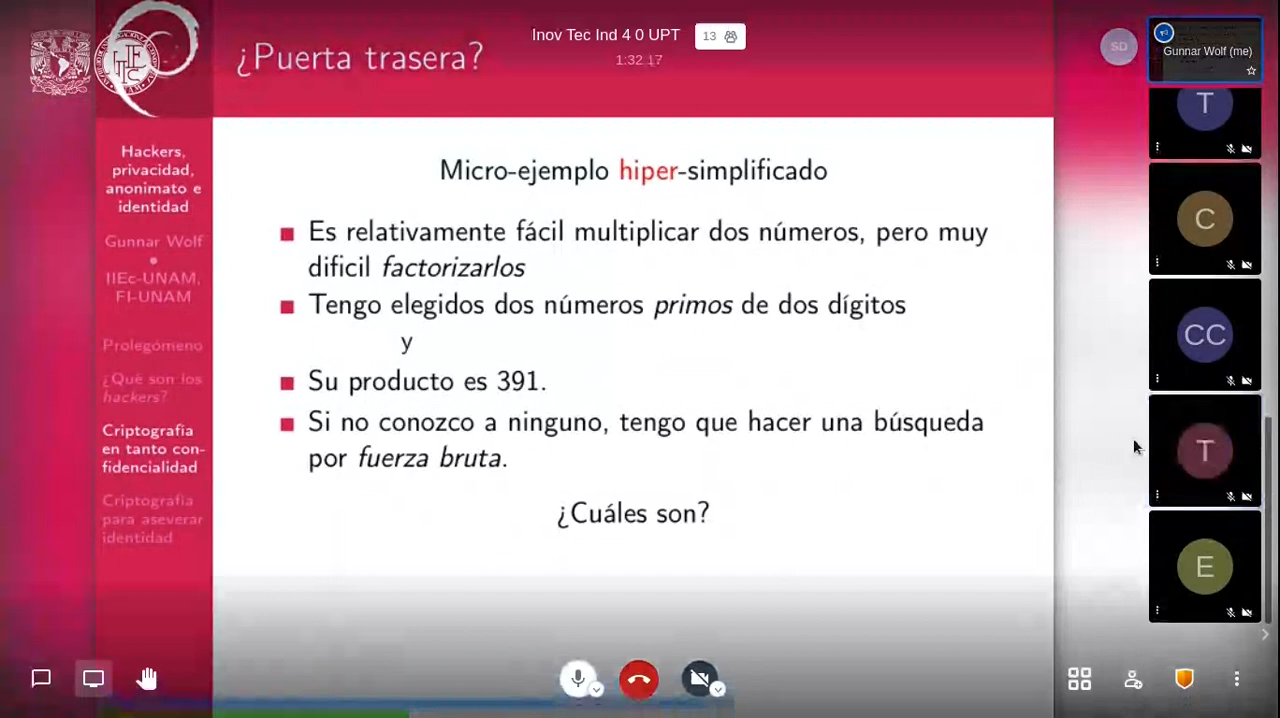 Inov Tec Ind 4 0 UPT
13
1:32:17
¿Puerta trasera?
SD
Gunnar Wolf (me)
Hackers,
privacidad,
anonimato e
identidad
Gunnar Wolf
IIEc-UNAM,
FI-UNAM
Prolegómeno
¿Qué son los
hackers?
Criptografía
en tanto con-
fidencialidad
Criptografía
para aseverar
identidad
Micro-ejemplo hiper-simplificado
Es relativamente fácil multiplicar dos números, pero muy
dificil factorizarlos
Tengo elegidos dos números primos de dos dígitos
y
Su producto es 391.
Si no conozco a ninguno, tengo que hacer una búsqueda
por fuerza bruta.
¿Cuáles son?
T
C
CC
T
E